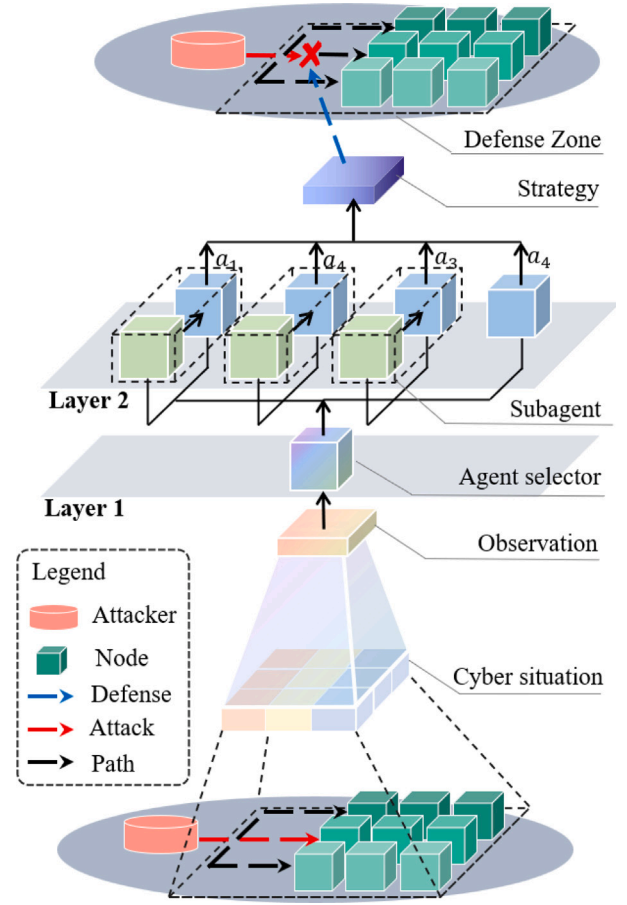 Defense Zone
Strategy
a₁ a₄ a₃ a₄
Layer 2
Subagent
Agent selector
Layer 1
Observation
Legend
Attacker
Node
Defense
Attack
Path
Cyber situation